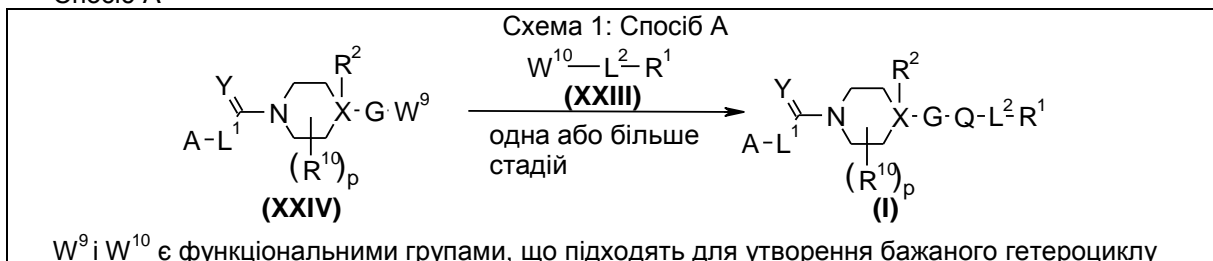 Спосіб А
Схема 1: Спосіб А
W¹⁰—L²—R¹
(XXIII)
одна або більше
стадій
Y
A-L¹
N
R²
X-G-W⁹
(R¹⁰)p
(XXIV)
Y
A-L¹
N
R²
X-G-Q-L²-R¹
(R¹⁰)p
(I)
W⁹ і W¹⁰ є функціональними групами, що підходять для утворення бажаного гетероциклу